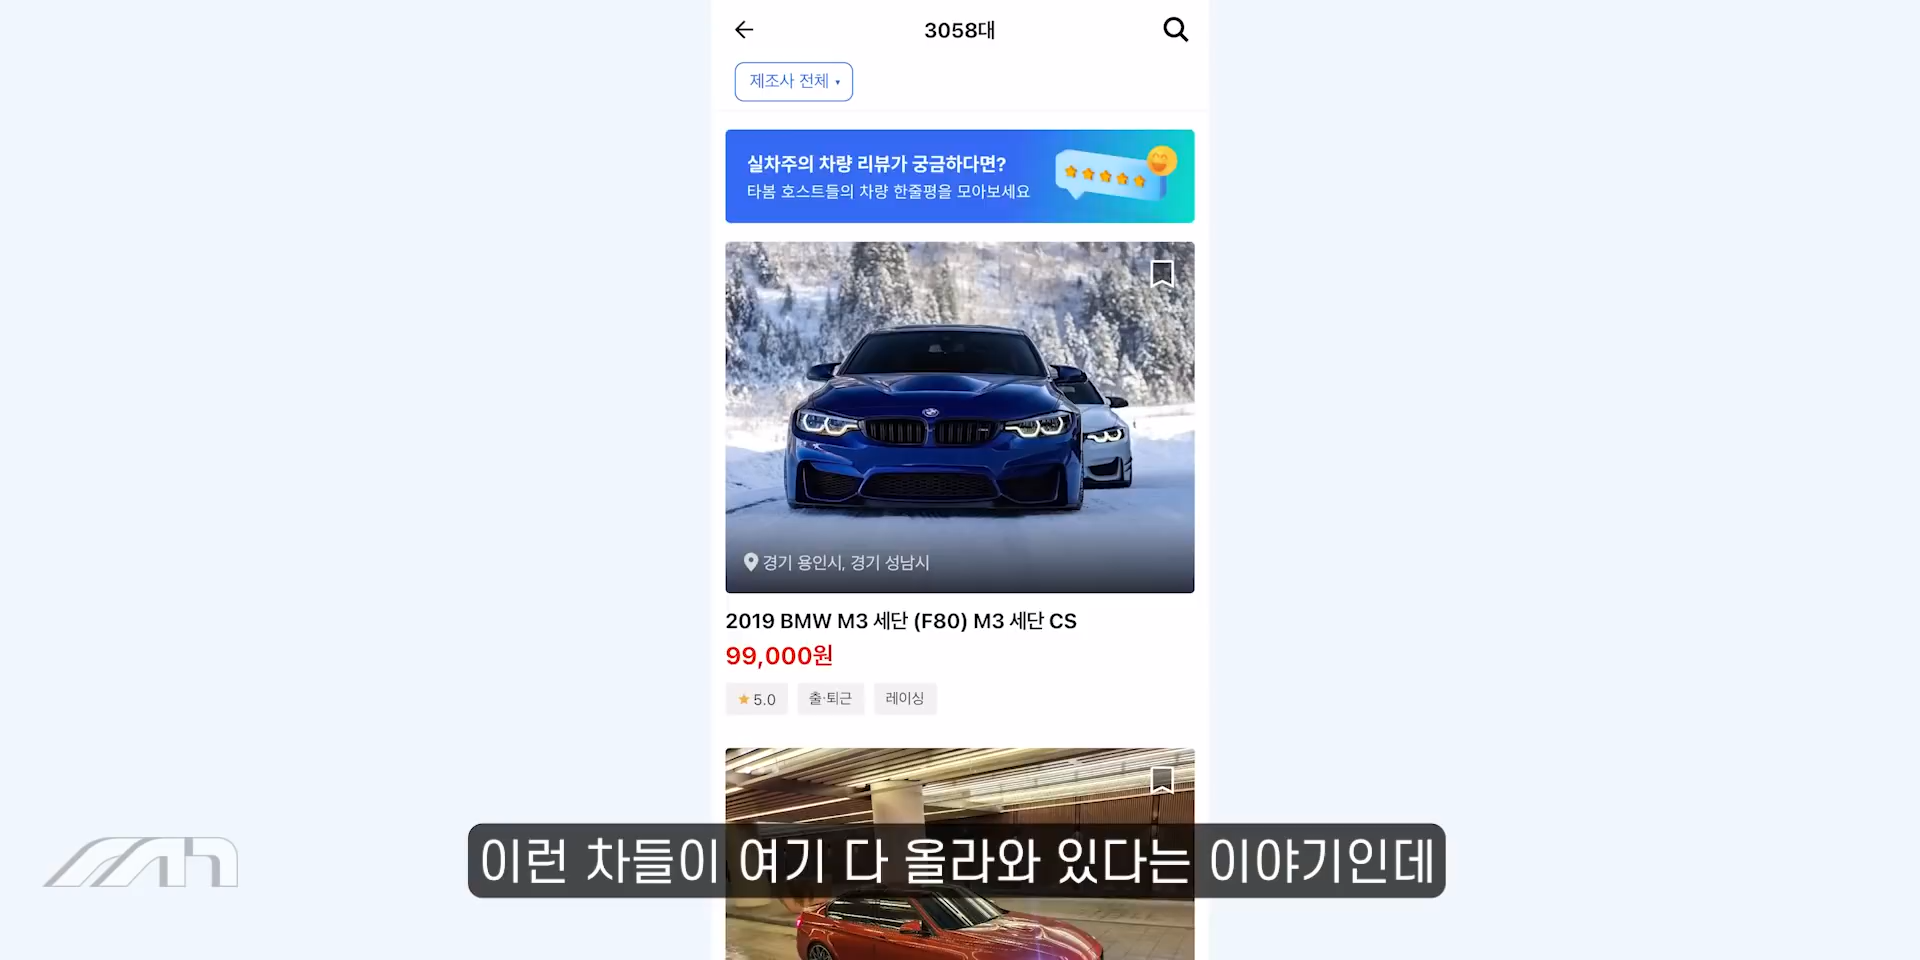 3058대
제조사 전체
실차주의 차량 리뷰가 궁금하다면?
타봄 호스트들의 차량 한줄평을 모아보세요
경기 용인시, 경기 성남시
2019 BMW M3 세단 (F80) M3 세단 CS
99,000원
5.0 출·퇴근 레이싱
이런 차들이 여기 다 올라와 있다는 이야기인데